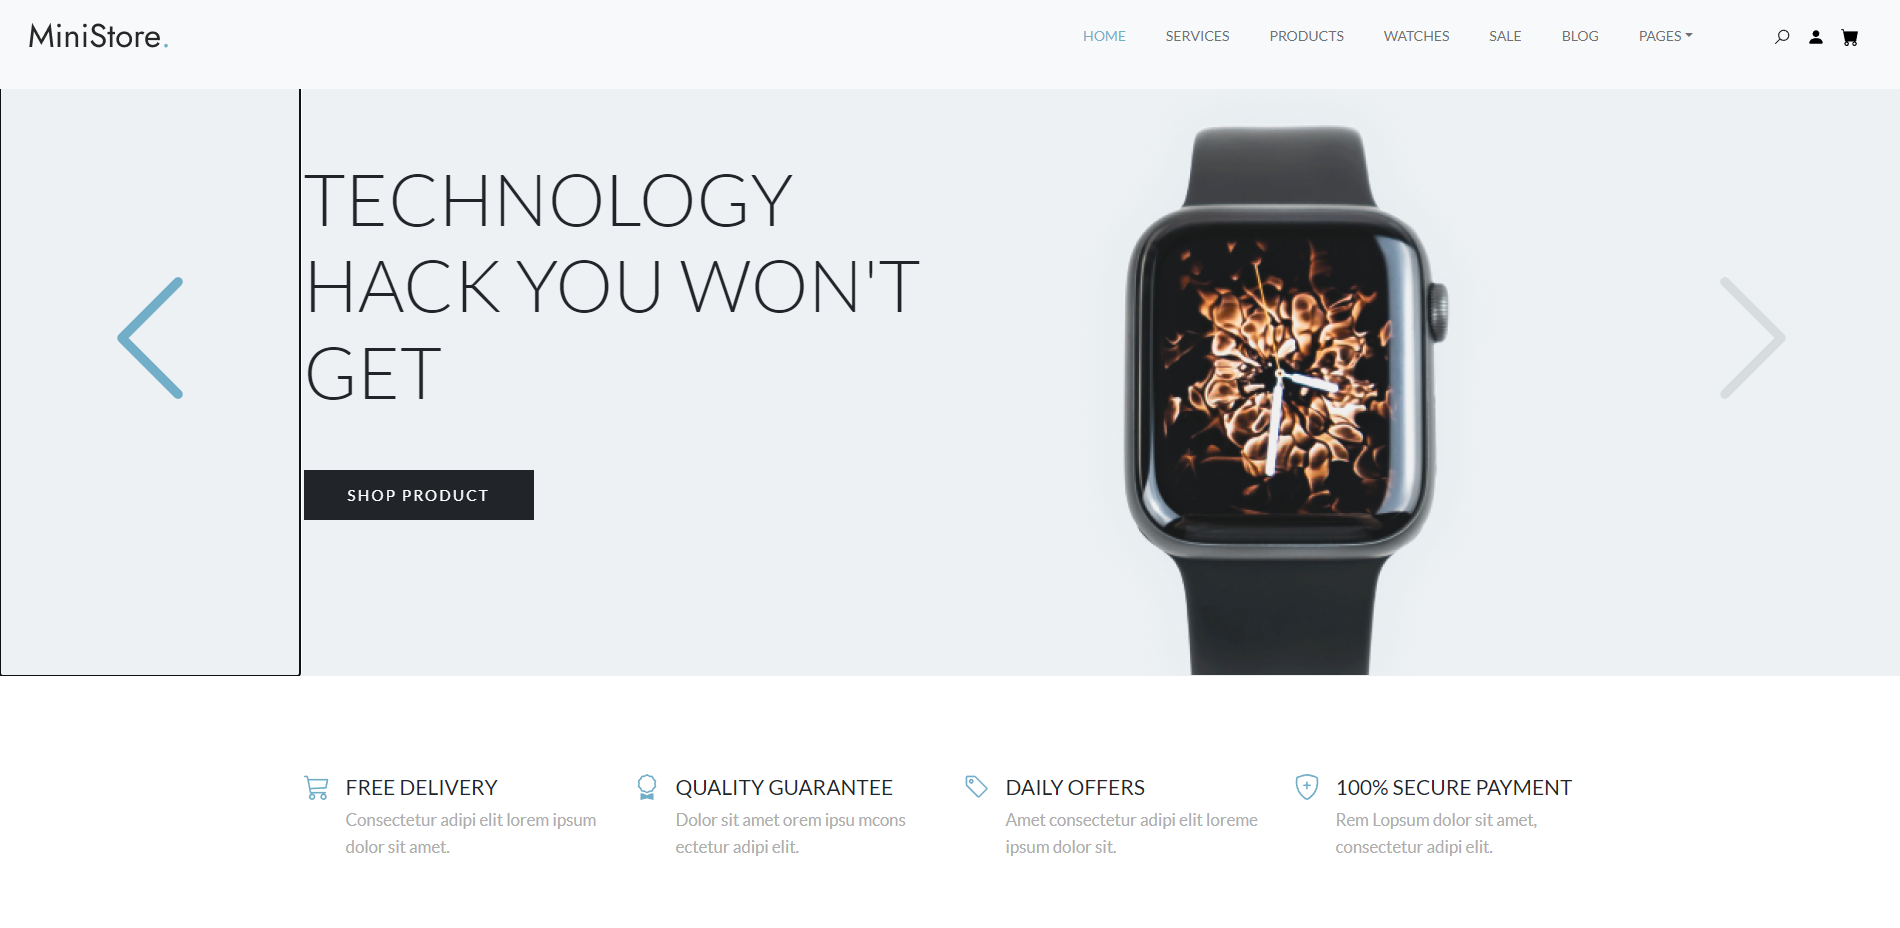 MiniStore.
HOME SERVICES PRODUCTS WATCHES SALE BLOG PAGES
TECHNOLOGY
HACK YOU WON'T
GET
SHOP PRODUCT
FREE DELIVERY
Consectetur adipi elit lorem ipsum
dolor sit amet.
QUALITY GUARANTEE
Dolor sit amet orem ipsu mcons
ectetur adipi elit.
DAILY OFFERS
Amet consectetur adipi elit loreme
ipsum dolor sit.
100% SECURE PAYMENT
Rem Lopsum dolor sit amet,
consectetur adipi elit.